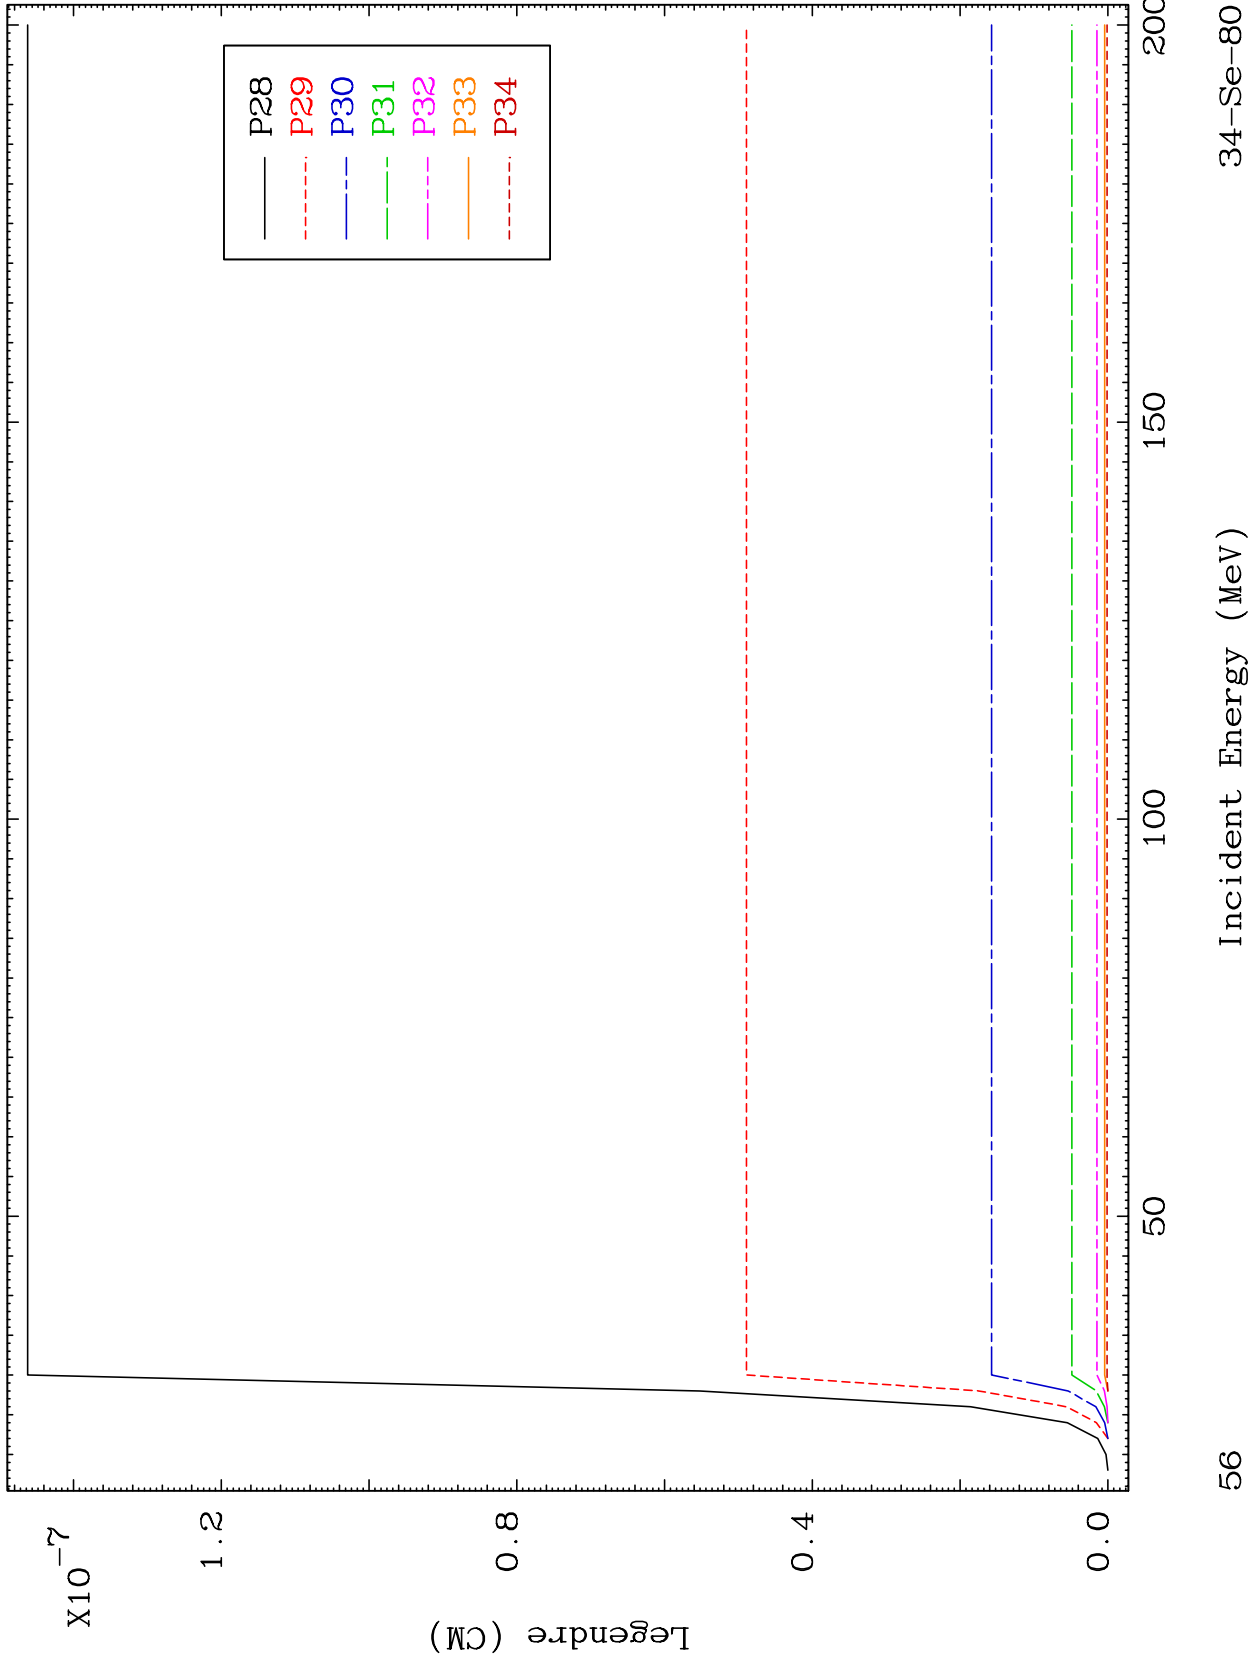 X10-7
1.2
0.8
0.4
0.0
Legendre (CM)
P28
P29
P30
P31
P32
P33
P34
50
100
150
200
Incident Energy (MeV)
56
34-Se-80